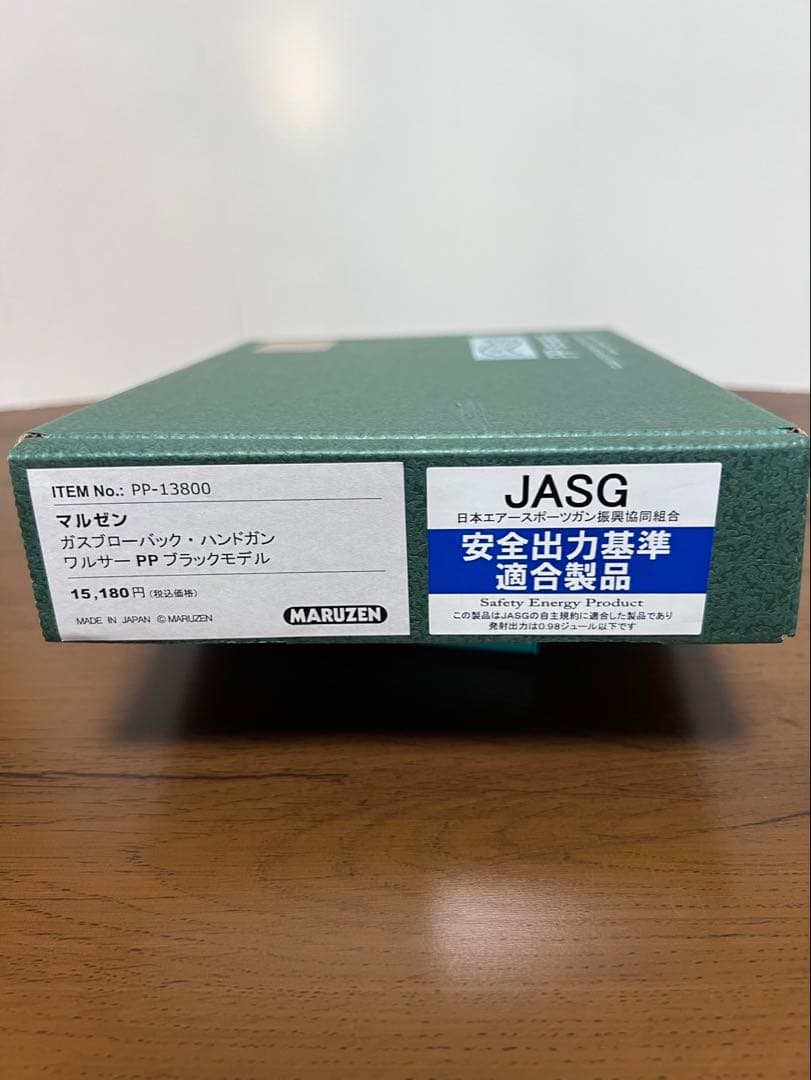 ITEM No.: PP-13800
マルゼン
ガスブローバック・ハンドガン
ワルサー PP ブラックモデル
15,180円(税込価格)
MADE IN JAPAN ©MARUZEN
MARUZEN
JASG
日本エアースポーツガン振興協同組合
安全出力基準
適合製品
Safety Energy Product
この製品はJASGの自主規約に適合した製品であり
発射出力は0.98ジュール以下です